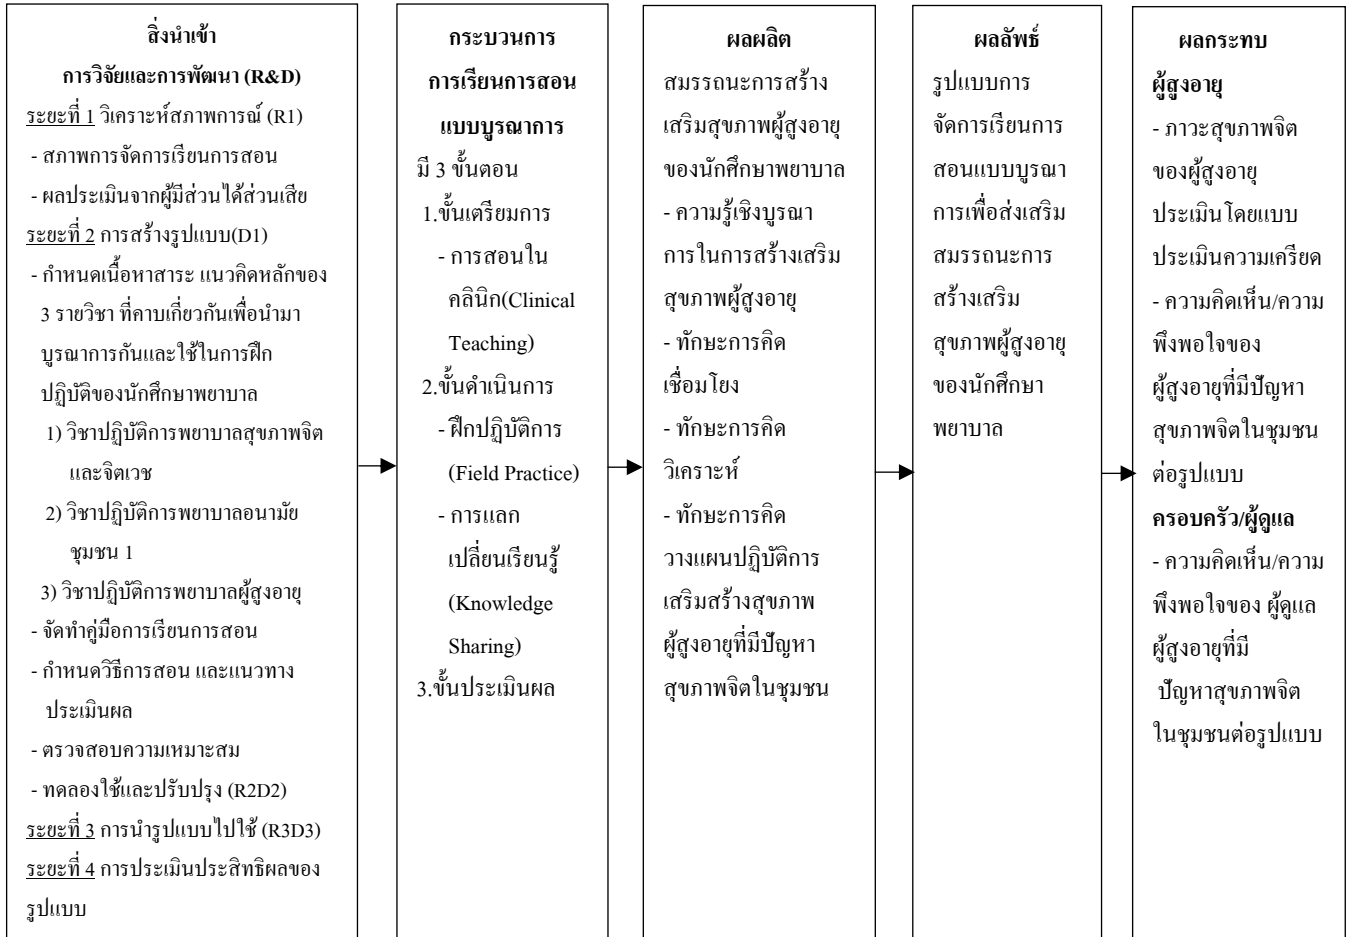 สิ่งนำเข้า
การวิจัยและการพัฒนา (R&D)
ระยะที่ 1 วิเคราะห์สภาพการณ์ (R1)
- สภาพการจัดการเรียนการสอน
- ผลประเมินจากผู้มีส่วนได้ส่วนเสีย
ระยะที่ 2 การสร้างรูปแบบ(D1)
- กำหนดเนื้อหาสาระ แนวคิดหลักของ
3 รายวิชา ที่คาบเกี่ยวกันเพื่อนำมา
บูรณาการกันและใช้ในการฝึก
ปฏิบัติของนักศึกษาพยาบาล
1) วิชาปฏิบัติการพยาบาลสุขภาพจิต
และจิตเวช
2) วิชาปฏิบัติการพยาบาลอนามัย
ชุมชน 1
3) วิชาปฏิบัติการพยาบาลผู้สูงอายุ
- จัดทำคู่มือการเรียนการสอน
- กำหนดวิธีการสอน และแนวทาง
ประเมินผล
- ตรวจสอบความเหมาะสม
- ทดลองใช้และปรับปรุง (R2D2)
ระยะที่ 3 การนำรูปแบบไปใช้ (R3D3)
ระยะที่ 4 การประเมินประสิทธิผลของ
รูปแบบ
กระบวนการ
การเรียนการสอน
แบบบูรณาการ
มี 3 ขั้นตอน
1.ขั้นเตรียมการ
- การสอนใน
คลินิก(Clinical
Teaching)
2.ขั้นดำเนินการ
- ฝึกปฏิบัติการ
(Field Practice)
- การแลก
เปลี่ยนเรียนรู้
(Knowledge
Sharing)
3.ขั้นประเมินผล
ผลผลิต
สมรรถนะการสร้าง
เสริมสุขภาพผู้สูงอายุ
ของนักศึกษาพยาบาล
- ความรู้เชิงบูรณา
การในการสร้างเสริม
สุขภาพผู้สูงอายุ
- ทักษะการคิด
เชื่อมโยง
- ทักษะการคิด
วิเคราะห์
- ทักษะการคิด
วางแผนปฏิบัติการ
เสริมสร้างสุขภาพ
ผู้สูงอายุที่มีปัญหา
สุขภาพจิตในชุมชน
ผลลัพธ์
รูปแบบการ
จัดการเรียนการ
สอนแบบบูรณา
การเพื่อส่งเสริม
สมรรถนะการ
สร้างเสริม
สุขภาพผู้สูงอายุ
ของนักศึกษา
พยาบาล
ผลกระทบ
ผู้สูงอายุ
- ภาวะสุขภาพจิต
ของผู้สูงอายุ
ประเมินโดยแบบ
ประเมินความเครียด
- ความคิดเห็น/ความ
พึงพอใจของ
ผู้สูงอายุที่มีปัญหา
สุขภาพจิตในชุมชน
ต่อรูปแบบ
ครอบครัว/ผู้ดูแล
- ความคิดเห็น/ความ
พึงพอใจของ ผู้ดูแล
ผู้สูงอายุที่มี
ปัญหาสุขภาพจิต
ในชุมชนต่อรูปแบบ